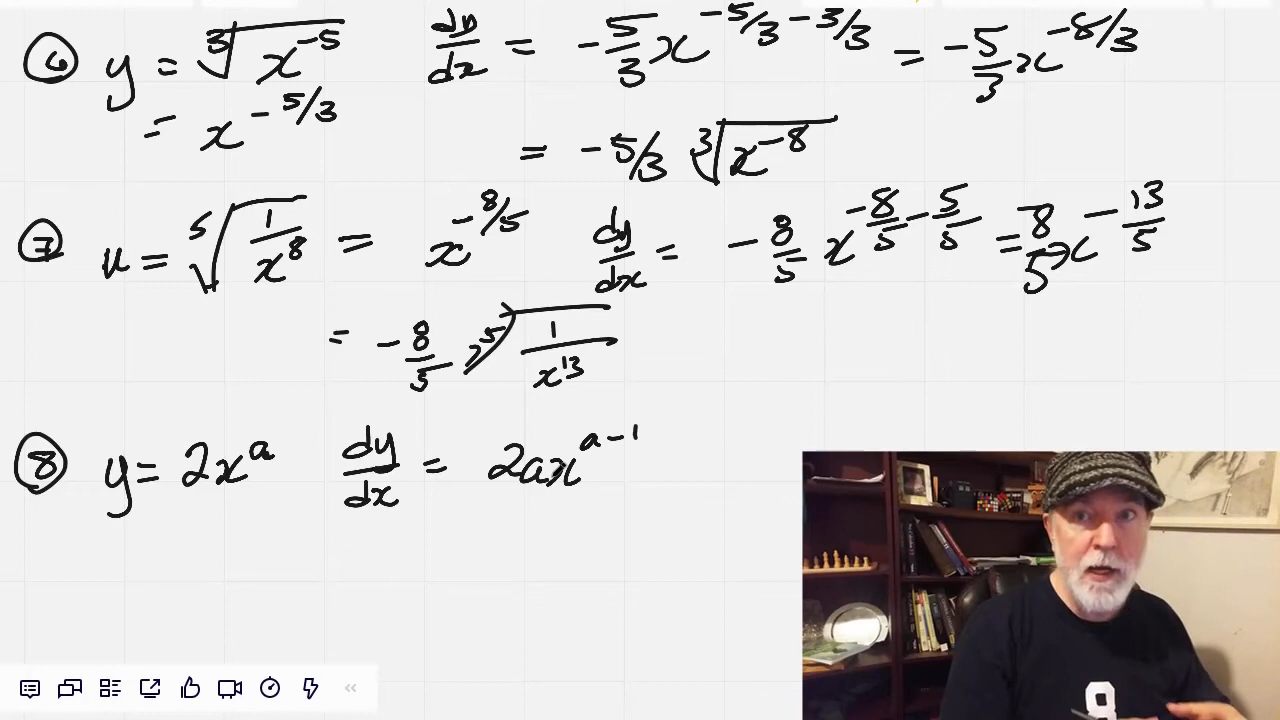 ⑥ y = ∛(x⁻⁵) dy/dx = -5/3 x^(-5/3 - 3/3) = -5/3 x^(-8/3)
= x^(-5/3)
= -5/3 ∛(x⁻⁸)
⑦ u = ⁵√(1/x⁸) = x^(-8/5) dy/dx = -8/5 x^(-8/5 - 5/5) = -8/5 x^(-13/5)
= -8/5 ⁵√(1/x¹³)
⑧ y = 2xᵃ dy/dx = 2ax^(a-1)